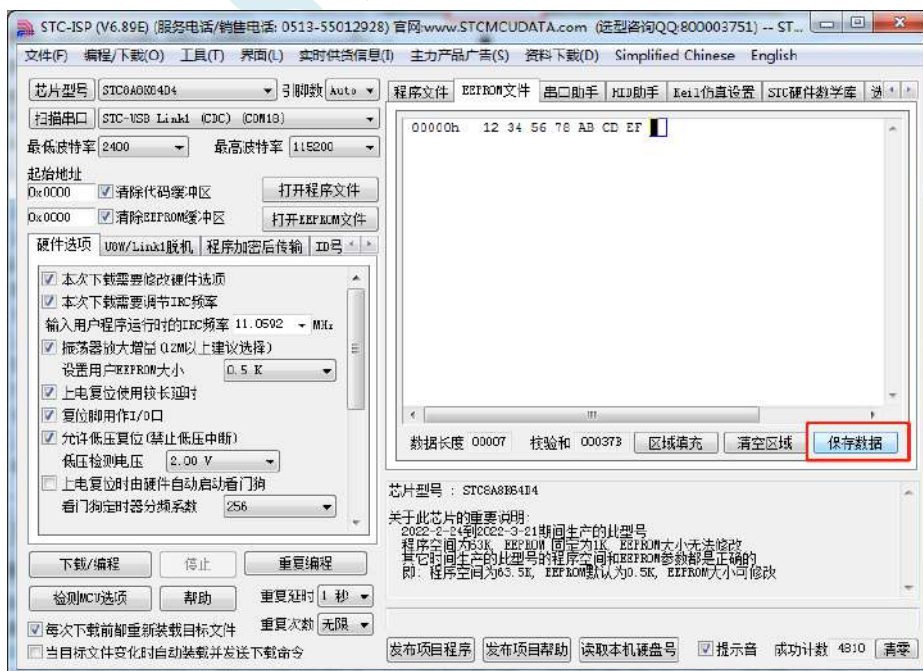 STC-ISP (V6.89E) (服务电话/销售电话: 0513-55012928) 官网:www.STCMCUDATA.com (选型咨询QQ:800003751) -- ST...
文件(F) 编程/下载(O) 工具(T) 界面(L) 实时供货信息(I) 主力产品广告(S) 资料下载(D) Simplified Chinese English
芯片型号 STC8A8K64D4 引脚数 Auto
扫描串口 STC-USB Link1 (CDC) (COM18)
最低波特率 2400 最高波特率 115200
起始地址
0x0000 清除代码缓冲区 打开程序文件
0x0000 清除EEPROM缓冲区 打开EEPROM文件
硬件选项 U8W/Link1脱机 程序加密后传输 ID号
本次下载需要修改硬件选项
本次下载需要调节IRC频率
输入用户程序运行时的IRC频率 11.0592 MHz
振荡器放大增益(12M以上建议选择)
设置用户EEPROM大小 0.5 K
上电复位使用较长延时
复位脚用作I/O口
允许低压复位(禁止低压中断)
低压检测电压 2.00 V
上电复位时由硬件自动启动看门狗
看门狗定时器分频系数 256
下载/编程 停止 重复编程
检测MCU选项 帮助 重复延时 1 秒
每次下载前都重新装载目标文件 重复次数 无限
当目标文件变化时自动装载并发送下载命令
程序文件 EEPROM文件 串口助手 HID助手 Keil仿真设置 STC硬件数学库 选
00000h 12 34 56 78 AB CD EF
数据长度 00007 校验和 000373 区域填充 清空区域 保存数据
芯片型号 : STC8A8K64D4
关于此芯片的重要说明:
2022-2-24到2022-3-21期间生产的此型号
程序空间为63K, EEPROM 固定为1K, EEPROM大小无法修改
其它时间生产的此型号的程序空间和EEPROM参数都是正确的
即: 程序空间为63.5K, EEPROM默认为0.5K, EEPROM大小可修改
发布项目程序 发布项目帮助 读取本机硬盘号 提示音 成功计数 4810 清零